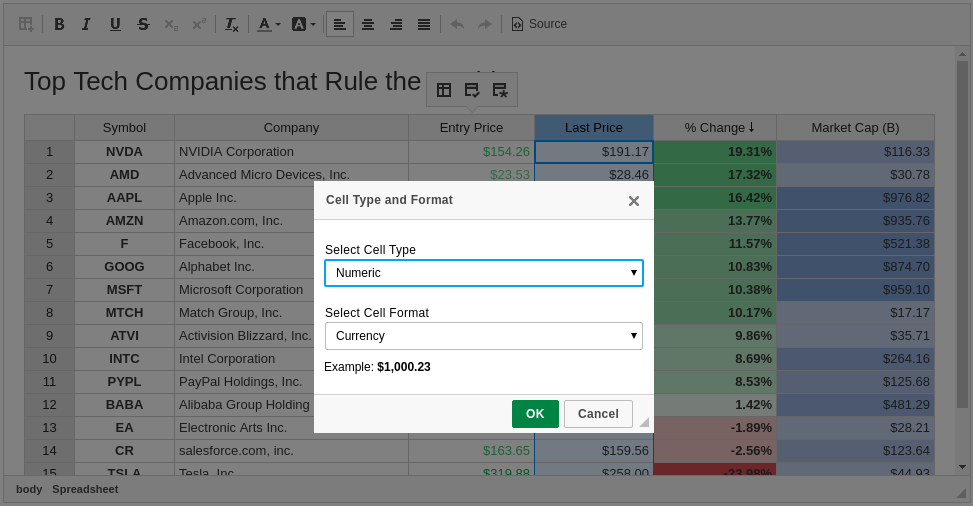 B I U S x₂ x² Tx A A Source
Top Tech Companies that Rule the
Symbol Company Entry Price Last Price % Change ↓ Market Cap (B)
1 NVDA NVIDIA Corporation $154.26 $191.17 19.31% $116.33
2 AMD Advanced Micro Devices, Inc. $23.53 $28.46 17.32% $30.78
3 AAPL Apple Inc. 16.42% $976.82
4 AMZN Amazon.com, Inc. 13.77% $935.76
5 F Facebook, Inc. 11.57% $521.38
6 GOOG Alphabet Inc. 10.83% $874.70
7 MSFT Microsoft Corporation 10.38% $959.10
8 MTCH Match Group, Inc. 10.17% $17.17
9 ATVI Activision Blizzard, Inc. 9.86% $35.71
10 INTC Intel Corporation 8.69% $264.16
11 PYPL PayPal Holdings, Inc. 8.53% $125.68
12 BABA Alibaba Group Holding 1.42% $481.29
13 EA Electronic Arts Inc. -1.89% $28.21
14 CR salesforce.com, inc. $163.65 $159.56 -2.56% $123.64
15 TSLA Tesla, Inc. $319.88 $258.00 -23.98% $44.93
Cell Type and Format
Select Cell Type
Numeric
Select Cell Format
Currency
Example: $1,000.23
OK Cancel
body Spreadsheet